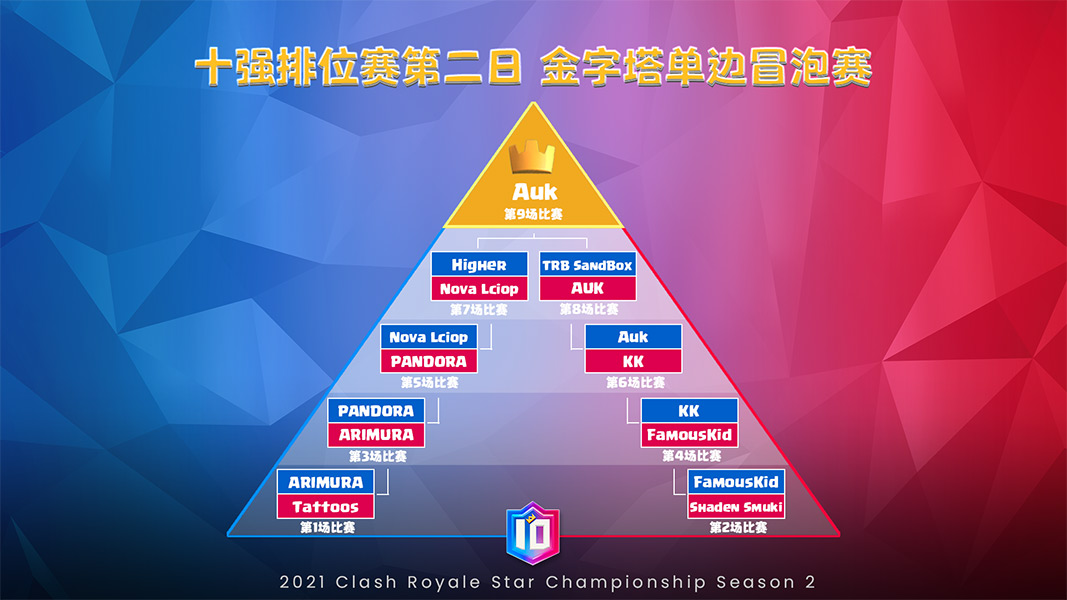 十强排位赛第二日 金字塔单边冒泡赛
Auk
第9场比赛
Higher
Nova Lciop
第7场比赛
TRB SandBox
AUK
第8场比赛
Nova Lciop
PANDORA
第5场比赛
Auk
KK
第6场比赛
PANDORA
ARIMURA
第3场比赛
KK
FamousKid
第4场比赛
ARIMURA
Tattoos
第1场比赛
FamousKid
Shaden Smuki
第2场比赛
10
2021 Clash Royale Star Championship Season 2